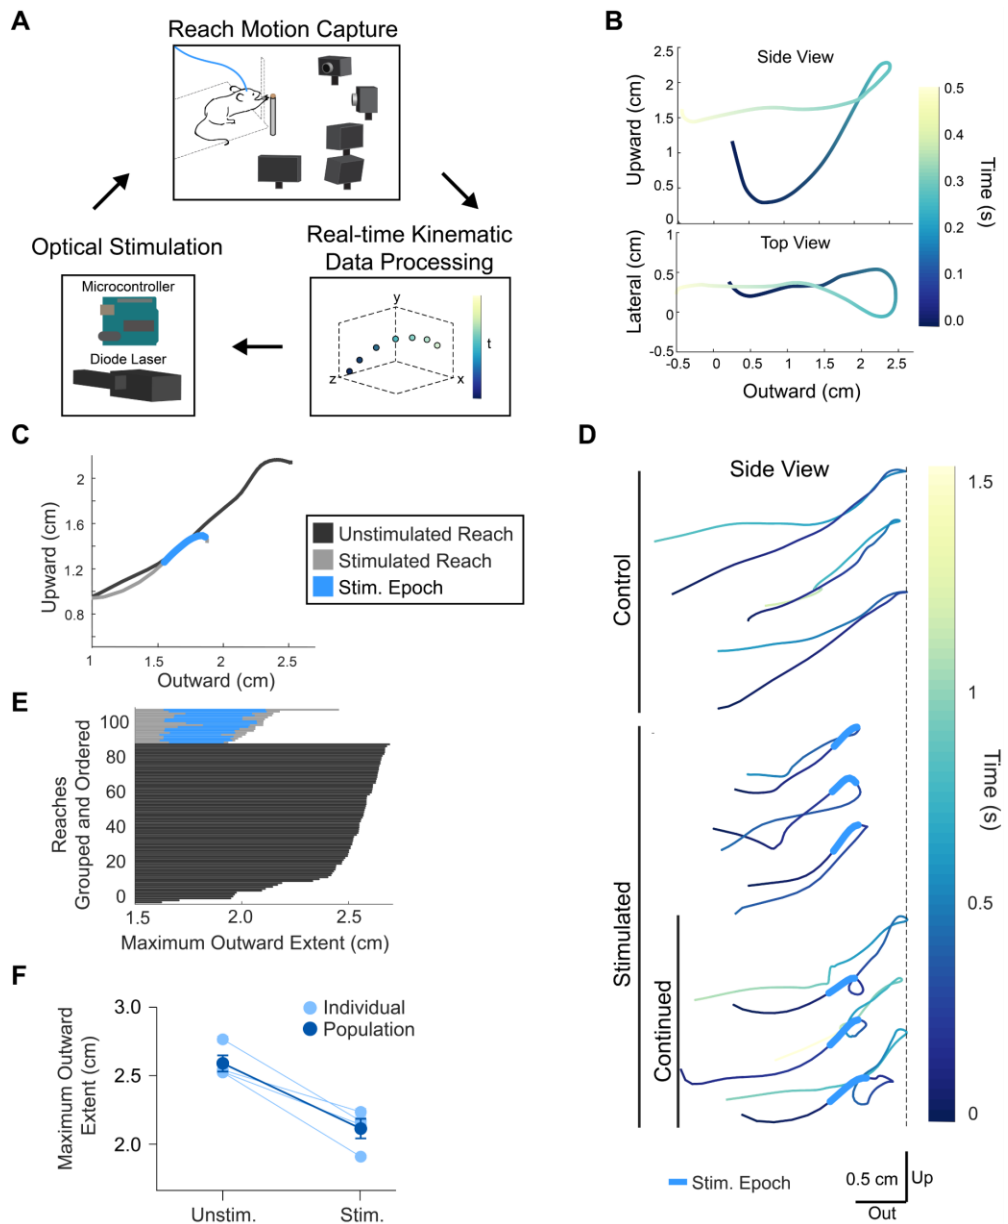 A
Reach Motion Capture
Optical Stimulation
Microcontroller
Diode Laser
Real-time Kinematic
Data Processing
y
z
x
t
B
Side View
Upward (cm)
2.5
2
1.5
1
0.5
0
Top View
Lateral (cm)
1
0.5
0
-0.5
-0.5
0
0.5
1
1.5
2
2.5
Outward (cm)
0.5
0.4
0.3
0.2
0.1
0.0
Time (s)
C
Upward (cm)
2
1.6
1.2
0.8
1
1.5
2
2.5
Outward (cm)
Unstimulated Reach
Stimulated Reach
Stim. Epoch
D
Side View
Control
Stimulated
Continued
1.5
1
0.5
0
Time (s)
Stim. Epoch
0.5 cm
Up
Out
E
Reaches
Grouped and Ordered
100
80
60
40
20
0
1.5
2.0
2.5
Maximum Outward Extent (cm)
F
Maximum Outward
Extent (cm)
3.0
2.5
2.0
Individual
Population
Unstim.
Stim.